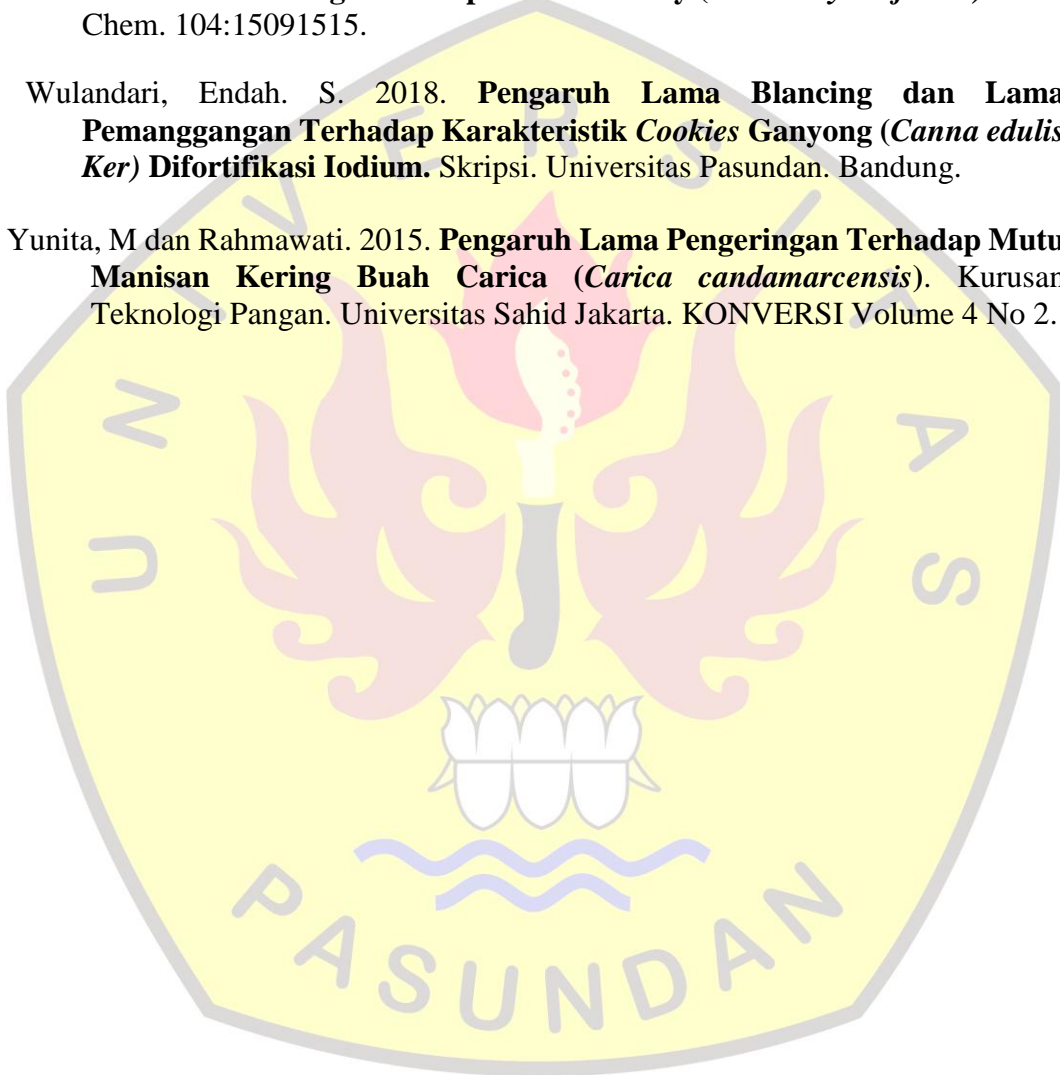 Chem. 104:15091515.
Wulandari, Endah. S. 2018. Pengaruh Lama Blancing dan Lama
Pemanggangan Terhadap Karakteristik Cookies Ganyong (Canna edulis
Ker) Difortifikasi Iodium. Skripsi. Universitas Pasundan. Bandung.
Yunita, M dan Rahmawati. 2015. Pengaruh Lama Pengeringan Terhadap Mutu
Manisan Kering Buah Carica (Carica candamarcensis). Kurusan
Teknologi Pangan. Universitas Sahid Jakarta. KONVERSI Volume 4 No 2.
UNIVERSITAS
PASUNDAN